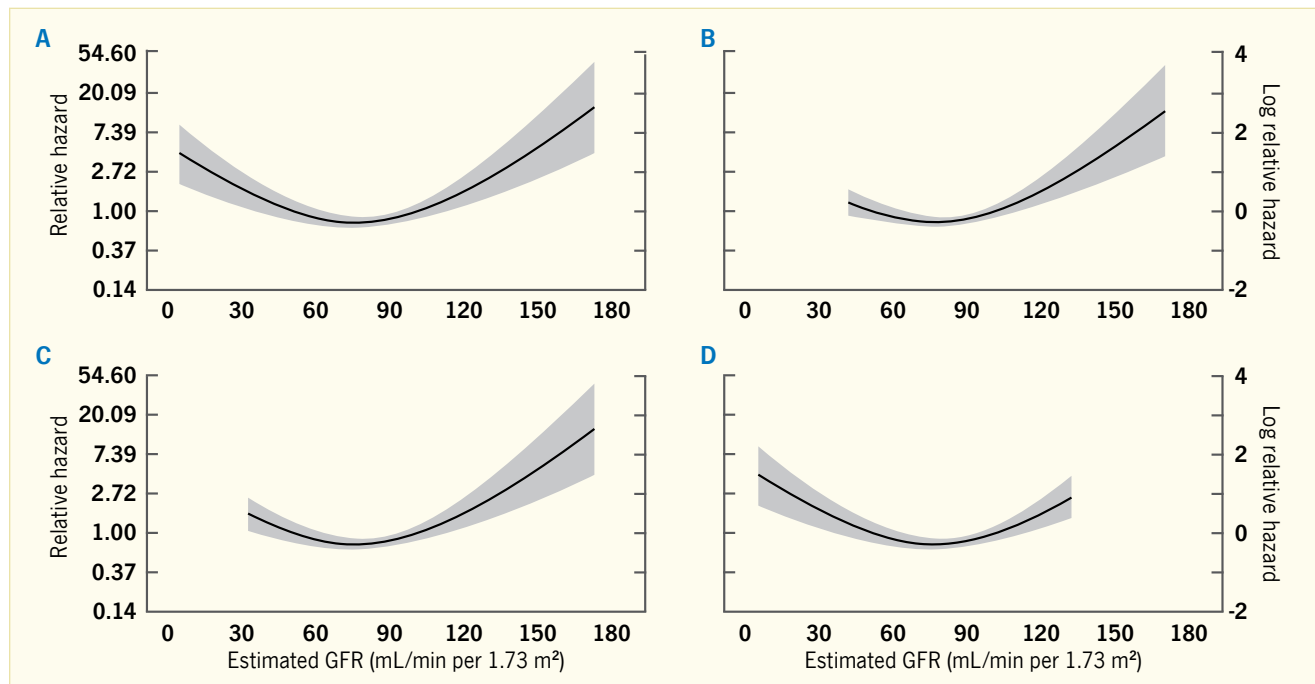 A
B
Relative hazard
54.60
20.09
7.39
2.72
1.00
0.37
0.14
0 30 60 90 120 150 180
4
2
0
-2
Log relative hazard
0 30 60 90 120 150 180
C
D
Relative hazard
54.60
20.09
7.39
2.72
1.00
0.37
0.14
0 30 60 90 120 150 180
Estimated GFR (mL/min per 1.73 m²)
4
2
0
-2
Log relative hazard
0 30 60 90 120 150 180
Estimated GFR (mL/min per 1.73 m²)